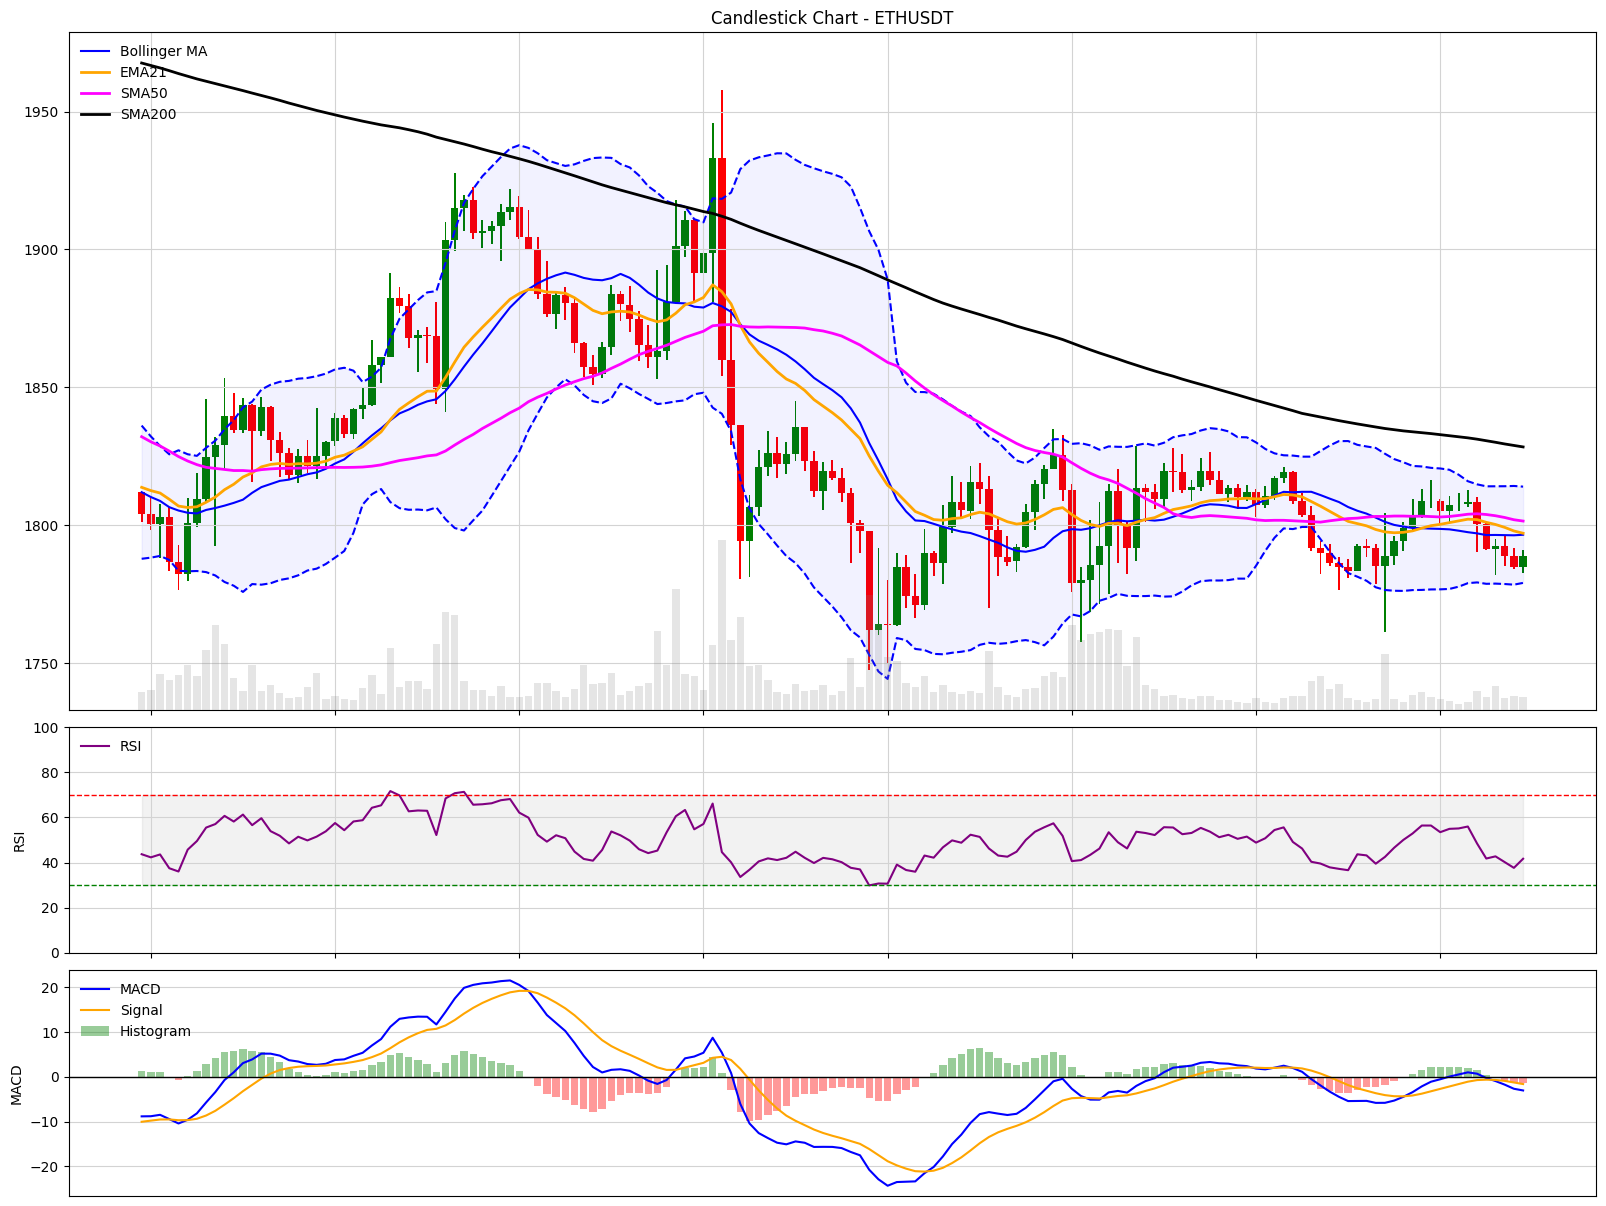 Candlestick Chart - ETHUSDT
Bollinger MA
EMA21
SMA50
SMA200
1950
1900
1850
1800
1750
100
80
60
40
20
0
RSI
RSI
20
10
0
−10
−20
MACD
MACD
Signal
Histogram